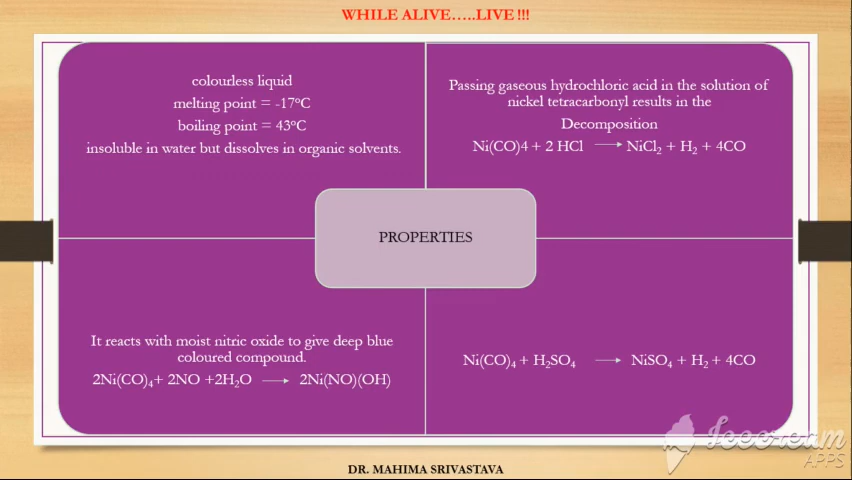 WHILE ALIVE.....LIVE !!!
colourless liquid
melting point = -17°C
boiling point = 43°C
insoluble in water but dissolves in organic solvents.
Passing gaseous hydrochloric acid in the solution of
nickel tetracarbonyl results in the
Decomposition
Ni(CO)4 + 2 HCl ⟶ NiCl₂ + H₂ + 4CO
PROPERTIES
It reacts with moist nitric oxide to give deep blue
coloured compound.
2Ni(CO)₄+ 2NO +2H₂O ⟶ 2Ni(NO)(OH)
Ni(CO)₄ + H₂SO₄ ⟶ NiSO₄ + H₂ + 4CO
Icecream
APPS
DR. MAHIMA SRIVASTAVA